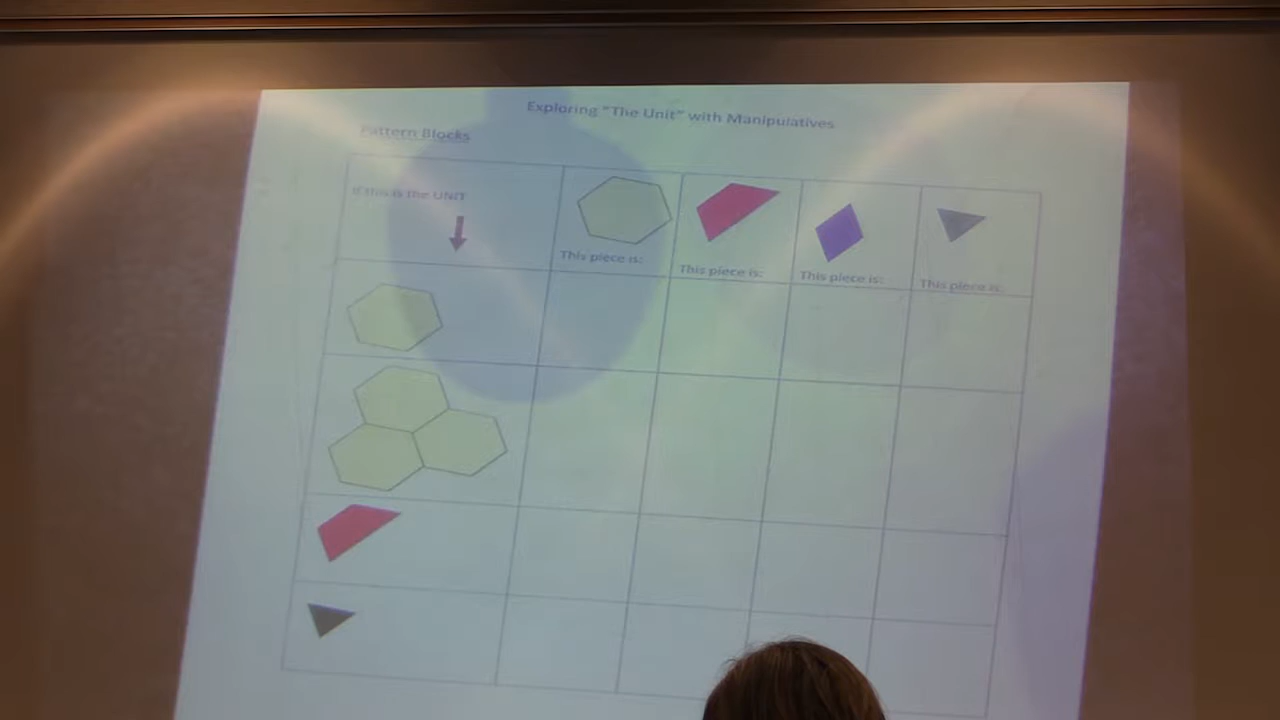 Exploring "The Unit" with Manipulatives
Pattern Blocks
If this is the UNIT
This piece is:
This piece is:
This piece is:
This piece is: